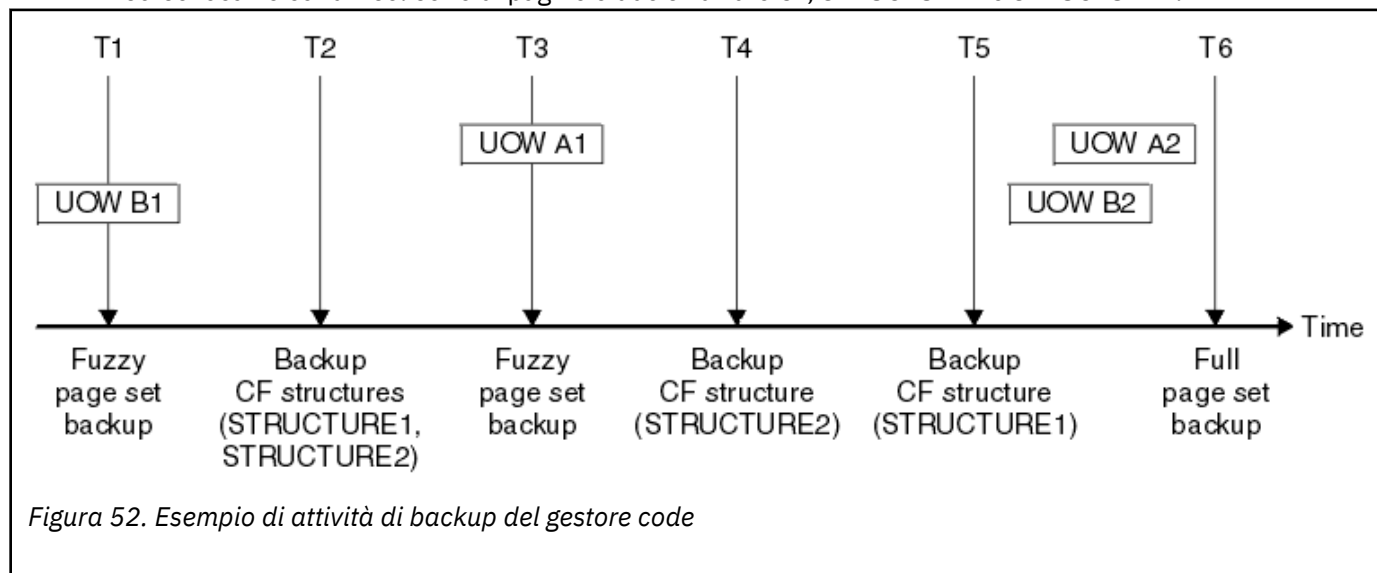 T1 T2 T3 T4 T5 T6
UOW A1 UOW A2
UOW B1 UOW B2
Time
Fuzzy page set backup
Backup CF structures (STRUCTURE1, STRUCTURE2)
Fuzzy page set backup
Backup CF structure (STRUCTURE2)
Backup CF structure (STRUCTURE1)
Full page set backup
Figura 52. Esempio di attività di backup del gestore code